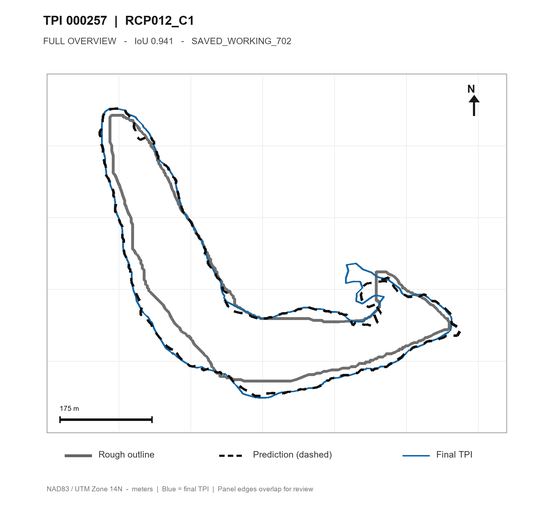 TPI 000257 | RCP012_C1
FULL OVERVIEW - IoU 0.941 - SAVED_WORKING_702
N
175 m
Rough outline
Prediction (dashed)
Final TPI
NAD83 / UTM Zone 14N - meters | Blue = final TPI | Panel edges overlap for review